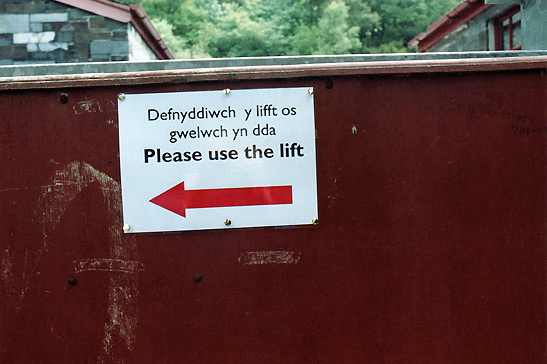 Defnyddiwch y lifft os
gwelwch yn dda
Please use the lift